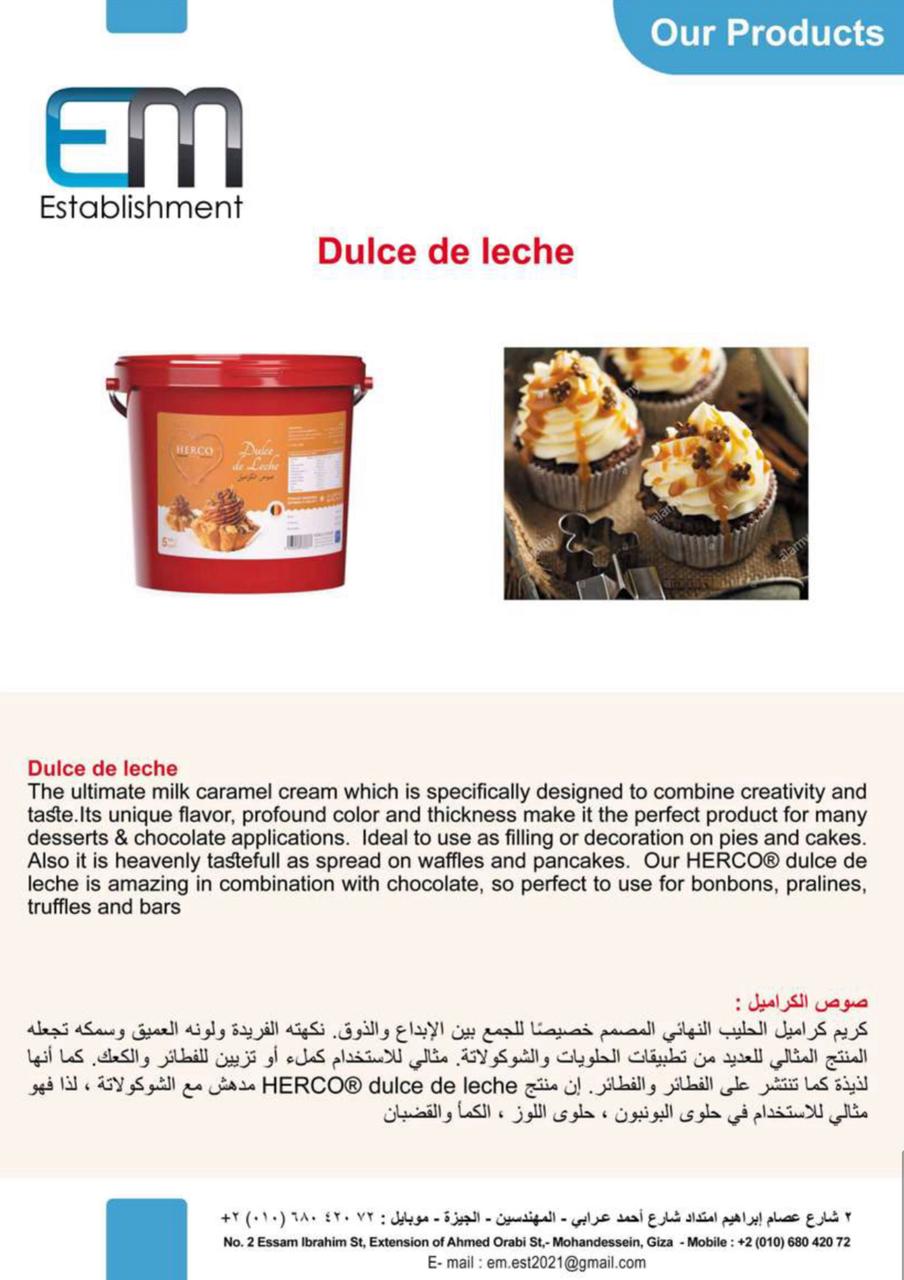 Our Products
EM
Establishment
Dulce de leche
HERCO
Dulce
de Leche
صوص الكراميل
5
alamy
alamy
Dulce de leche
The ultimate milk caramel cream which is specifically designed to combine creativity and
taste.Its unique flavor, profound color and thickness make it the perfect product for many
desserts & chocolate applications. Ideal to use as filling or decoration on pies and cakes.
Also it is heavenly tastefull as spread on waffles and pancakes. Our HERCO® dulce de
leche is amazing in combination with chocolate, so perfect to use for bonbons, pralines,
truffles and bars
صوص الكراميل :
كريم كراميل الحليب النهائي المصمم خصيصًا للجمع بين الإبداع والذوق. نكهته الفريدة ولونه العميق وسمكه تجعله
المنتج المثالي للعديد من تطبيقات الحلويات والشوكولاتة. مثالي للاستخدام كملء أو تزيين للفطائر والكعك. كما أنها
لذيذة كما تنتشر على الفطائر والفطائر. إن منتج HERCO® dulce de leche مدهش مع الشوكولاتة ، لذا فهو
مثالي للاستخدام في حلوى البونبون ، حلوى اللوز ، الكمأ والقضبان
٢ شارع عصام إبراهيم امتداد شارع أحمد عرابي - المهندسين - الجيزة - موبايل : ٧٢ ٤٢٠ ٦٨٠ (٠١٠) ٢+
No. 2 Essam Ibrahim St, Extension of Ahmed Orabi St,- Mohandessein, Giza - Mobile : +2 (010) 680 420 72
E- mail : em.est2021@gmail.com